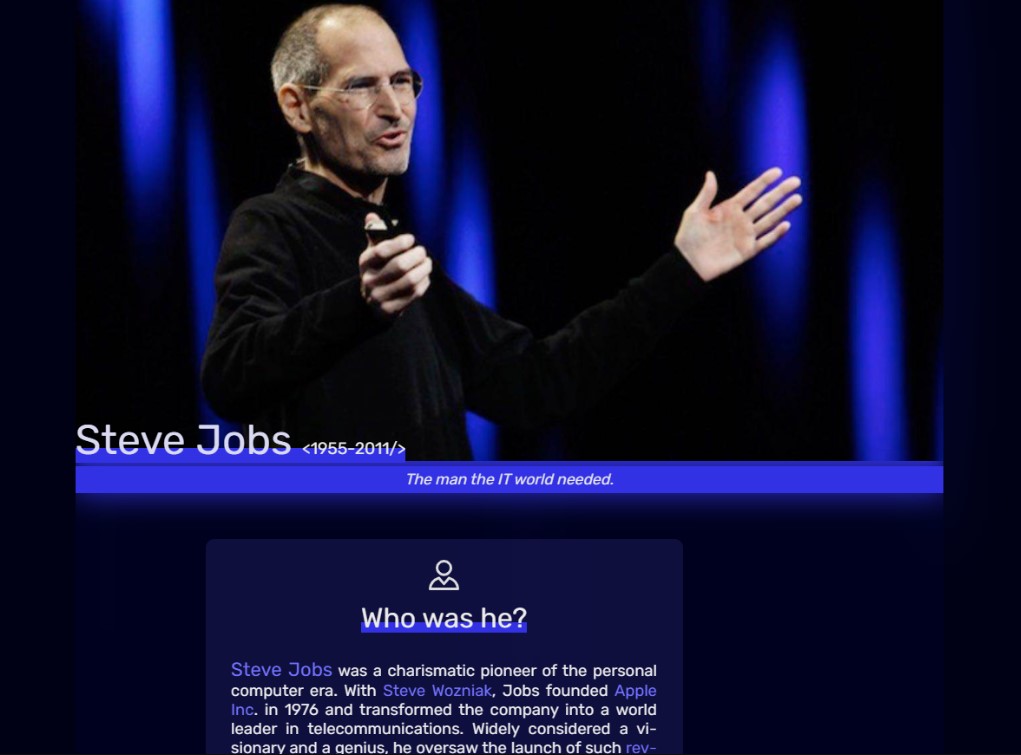 Steve Jobs <1955-2011/>
The man the IT world needed.
Who was he?
Steve Jobs was a charismatic pioneer of the personal
computer era. With Steve Wozniak, Jobs founded Apple
Inc. in 1976 and transformed the company into a world
leader in telecommunications. Widely considered a vi-
sionary and a genius, he oversaw the launch of such rev-